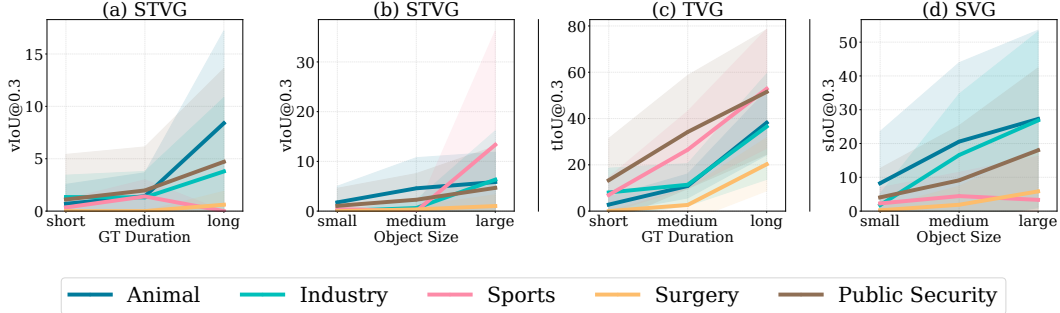 (a) STVG
(b) STVG
(c) TVG
(d) SVG
vIoU@0.3
15
10
5
0
short
medium
long
GT Duration
vIoU@0.3
30
20
10
0
small
medium
large
Object Size
tIoU@0.3
80
60
40
20
0
short
medium
long
GT Duration
sIoU@0.3
50
40
30
20
10
0
small
medium
large
Object Size
Animal
Industry
Sports
Surgery
Public Security